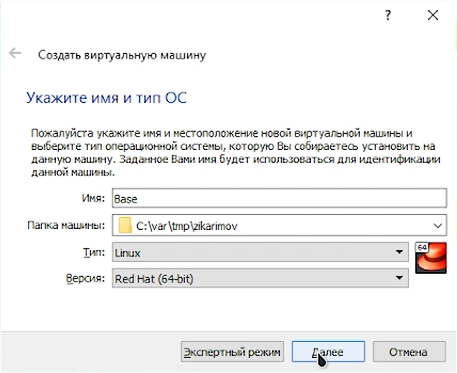 ?
Создать виртуальную машину
Укажите имя и тип ОС
Пожалуйста укажите имя и местоположение новой виртуальной машины и
выберите тип операционной системы, которую Вы собираетесь установить на
данную машину. Заданное Вами имя будет использоваться для идентификации
данной машины.
Имя: Base
Папка машины: C:\var\tmp\zikarimov
Тип: Linux 64
Версия: Red Hat (64-bit)
Экспертный режим Далее Отмена